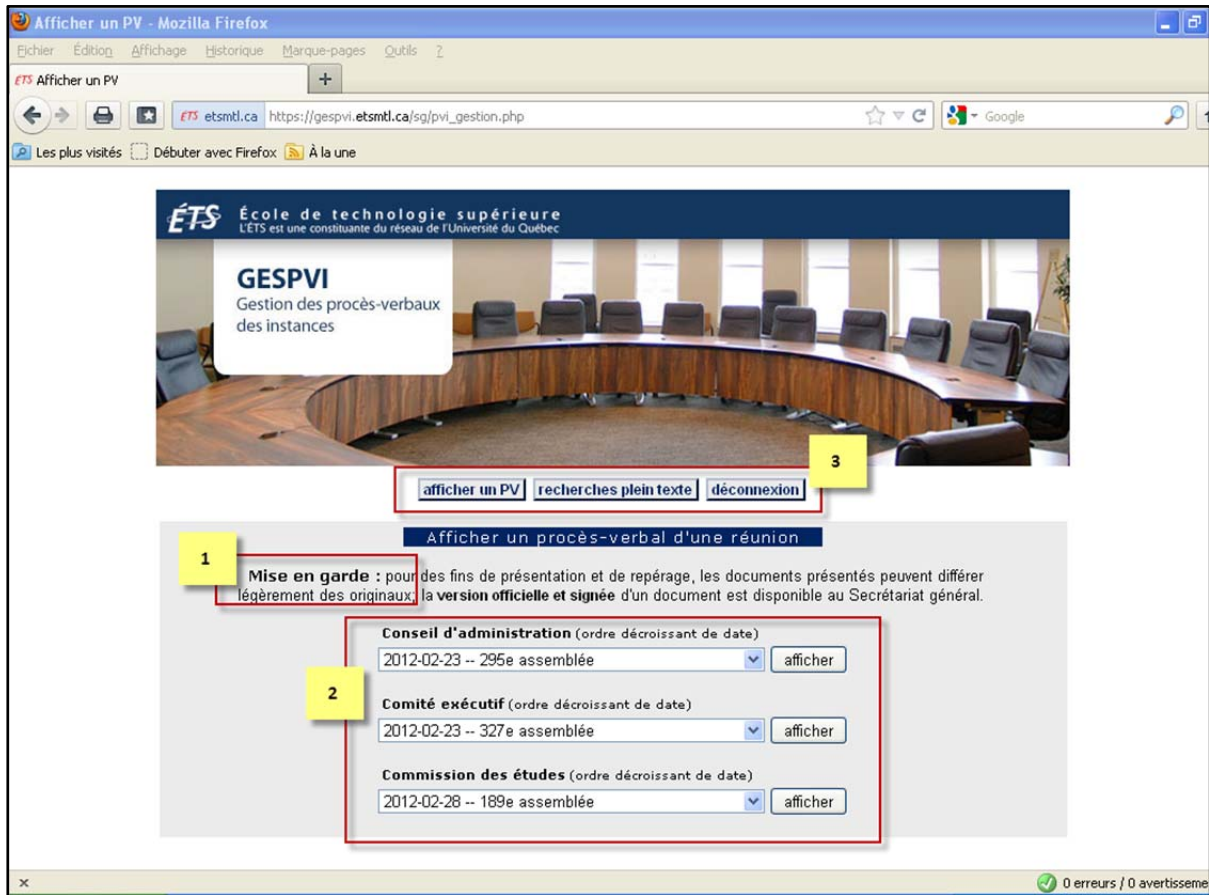 Afficher un PV - Mozilla Firefox
Fichier Édition Affichage Historique Marque-pages Outils ?
ÉTS Afficher un PV +
ÉTS etsmtl.ca https://gespvi.etsmtl.ca/sg/pvi_gestion.php Google
Les plus visités Débuter avec Firefox À la une
ÉTS École de technologie supérieure
L'ÉTS est une constituante du réseau de l'Université du Québec
GESPVI
Gestion des procès-verbaux
des instances
3
afficher un PV recherches plein texte déconnexion
Afficher un procès-verbal d'une réunion
1
Mise en garde : pour des fins de présentation et de repérage, les documents présentés peuvent différer
légèrement des originaux; la version officielle et signée d'un document est disponible au Secrétariat général.
2
Conseil d'administration (ordre décroissant de date)
2012-02-23 -- 295e assemblée afficher
Comité exécutif (ordre décroissant de date)
2012-02-23 -- 327e assemblée afficher
Commission des études (ordre décroissant de date)
2012-02-28 -- 189e assemblée afficher
x 0 erreurs / 0 avertisseme